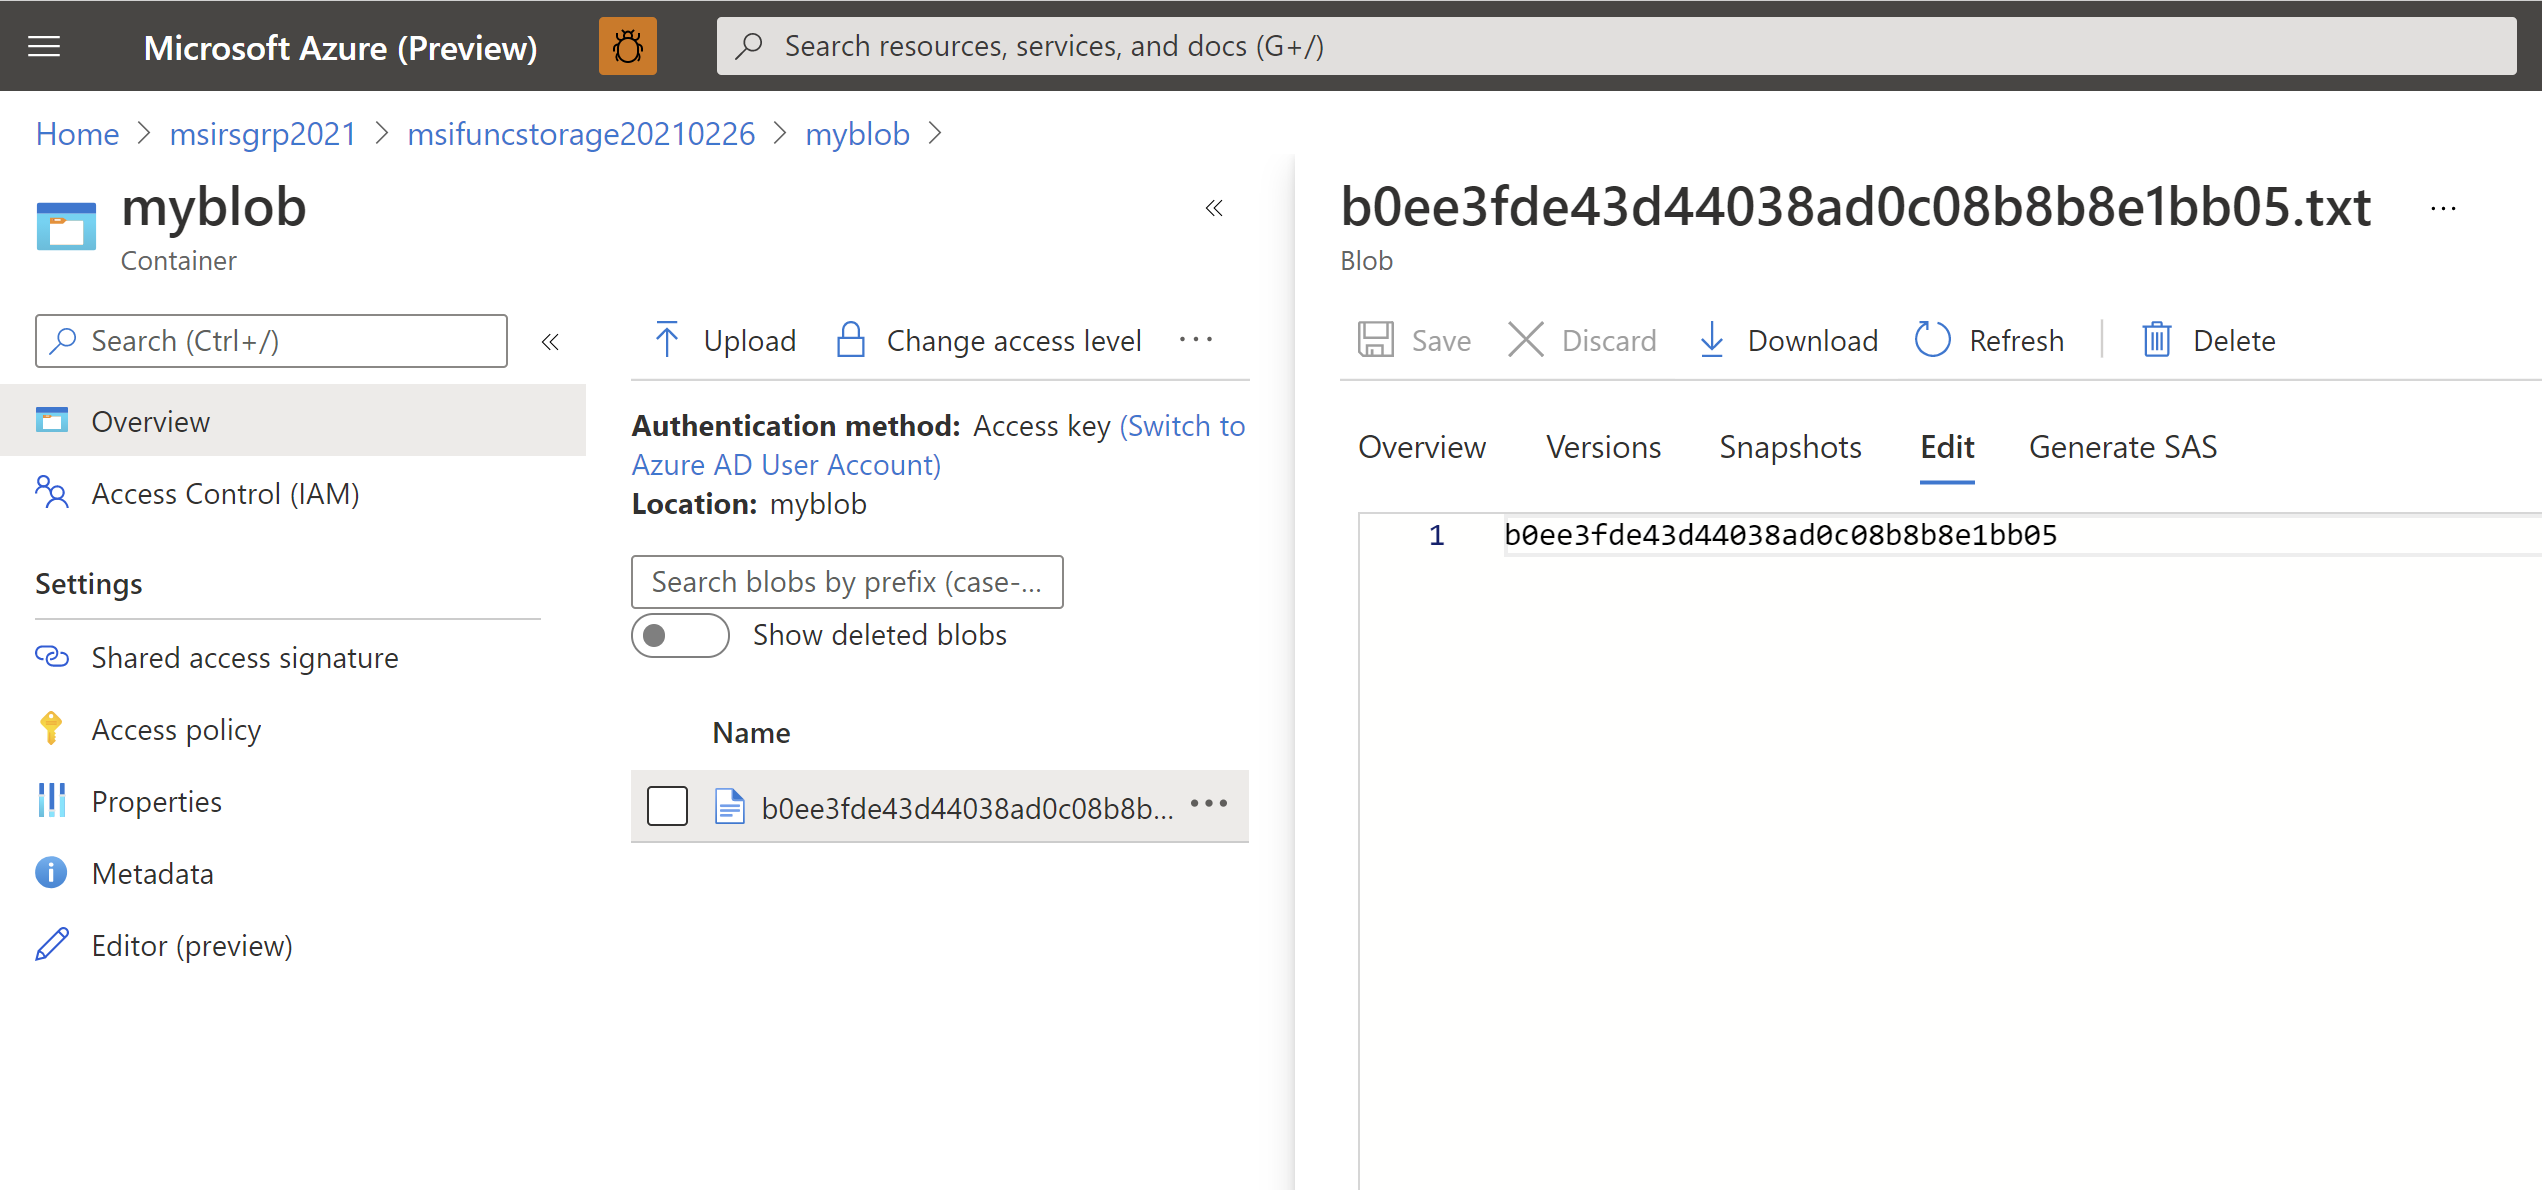 Microsoft Azure (Preview)
Search resources, services, and docs (G+/)
Home > msirsgrp2021 > msifuncstorage20210226 > myblob >
myblob
Container
Search (Ctrl+/)
Overview
Access Control (IAM)
Settings
Shared access signature
Access policy
Properties
Metadata
Editor (preview)
Upload
Change access level
Authentication method: Access key (Switch to
Azure AD User Account)
Location: myblob
Search blobs by prefix (case-...
Show deleted blobs
Name
b0ee3fde43d44038ad0c08b8b...
b0ee3fde43d44038ad0c08b8b8e1bb05.txt
Blob
Save
Discard
Download
Refresh
Delete
Overview
Versions
Snapshots
Edit
Generate SAS
1 b0ee3fde43d44038ad0c08b8b8e1bb05